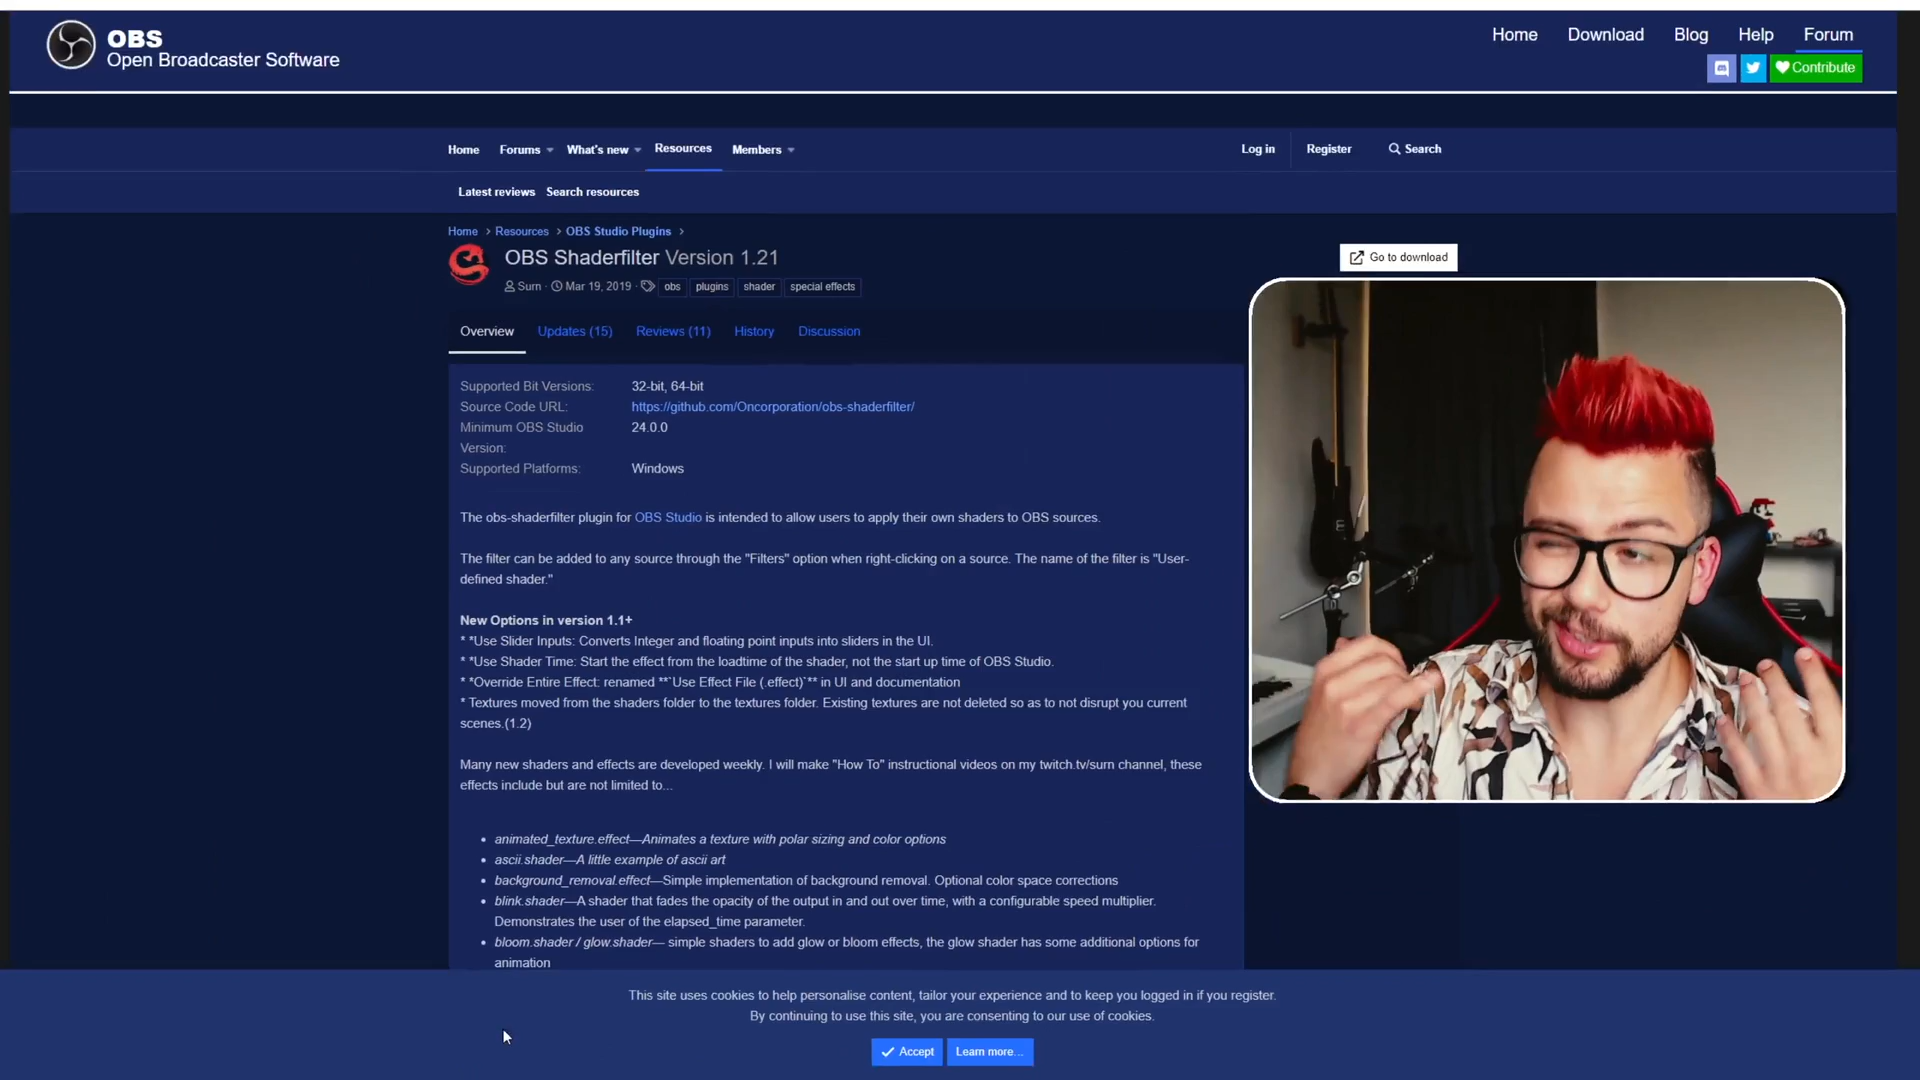 OBS
Open Broadcaster Software
Home Download Blog Help Forum
Contribute
Home Forums What's new Resources Members Log in Register Search
Latest reviews Search resources
Home > Resources > OBS Studio Plugins >
OBS Shaderfilter Version 1.21
Go to download
Surn · Mar 19, 2019 · obs plugins shader special effects
Overview Updates (15) Reviews (11) History Discussion
Supported Bit Versions: 32-bit, 64-bit
Source Code URL: https://github.com/Oncorporation/obs-shaderfilter/
Minimum OBS Studio 24.0.0
Version:
Supported Platforms: Windows
The obs-shaderfilter plugin for OBS Studio is intended to allow users to apply their own shaders to OBS sources.
The filter can be added to any source through the "Filters" option when right-clicking on a source. The name of the filter is "User-
defined shader."
New Options in version 1.1+
* *Use Slider Inputs: Converts Integer and floating point inputs into sliders in the UI.
* *Use Shader Time: Start the effect from the loadtime of the shader, not the start up time of OBS Studio.
* *Override Entire Effect: renamed **`Use Effect File (.effect)`** in UI and documentation
* Textures moved from the shaders folder to the textures folder. Existing textures are not deleted so as to not disrupt you current
scenes.(1.2)
Many new shaders and effects are developed weekly. I will make "How To" instructional videos on my twitch.tv/surn channel, these
effects include but are not limited to...
• animated_texture.effect—Animates a texture with polar sizing and color options
• ascii.shader—A little example of ascii art
• background_removal.effect—Simple implementation of background removal. Optional color space corrections
• blink.shader—A shader that fades the opacity of the output in and out over time, with a configurable speed multiplier.
Demonstrates the user of the elapsed_time parameter.
• bloom.shader / glow.shader— simple shaders to add glow or bloom effects, the glow shader has some additional options for
animation
This site uses cookies to help personalise content, tailor your experience and to keep you logged in if you register.
By continuing to use this site, you are consenting to our use of cookies.
Accept Learn more...